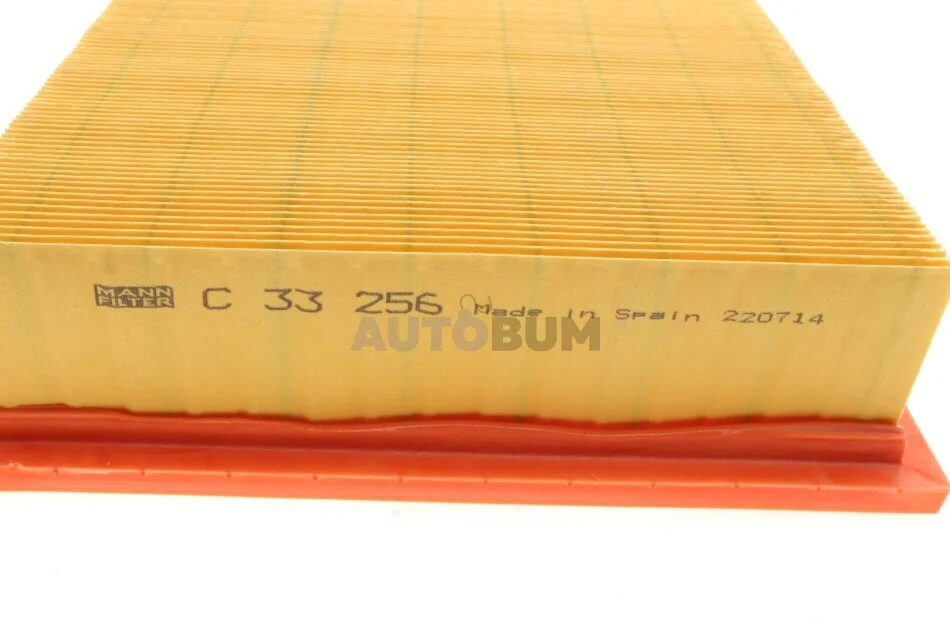 MANN
FILTER C 33 256 Made in Spain 220714
AUTOBUM